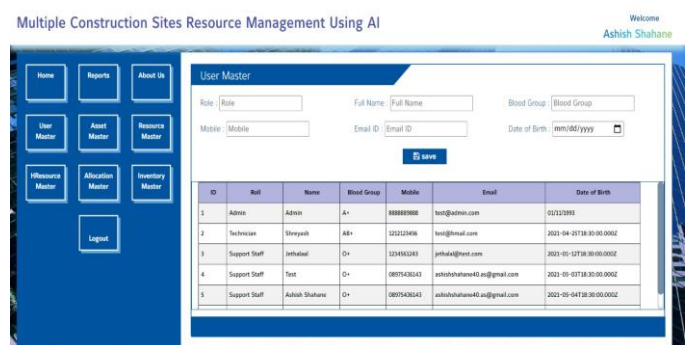 Multiple Construction Sites Resource Management Using AI
Welcome
Ashish Shahane
Home
Reports
About Us
User Master
Asset Master
Resource Master
HResource Master
Allocation Master
Inventory Master
Logout
User Master
Role : Role
Full Name : Full Name
Blood Group : Blood Group
Mobile : Mobile
Email ID : Email ID
Date of Birth : mm/dd/yyyy
save
ID Roll Name Blood Group Mobile Email Date of Birth
1 Admin Admin A+ 8888889888 test@admin.com 01/11/1993
2 Technician Shreyash AB+ 1212123456 test@hmail.com 2021-04-25T18:30:00.000Z
3 Support Staff Jethalaal O+ 1234561243 jethalal@test.com 2021-01-12T18:30:00.000Z
4 Support Staff Test O+ 08975436143 ashishshahane40.as@gmail.com 2021-05-03T18:30:00.000Z
5 Support Staff Ashish Shahane O+ 08975436143 ashishshahane40.as@gmail.com 2021-05-04T18:30:00.000Z